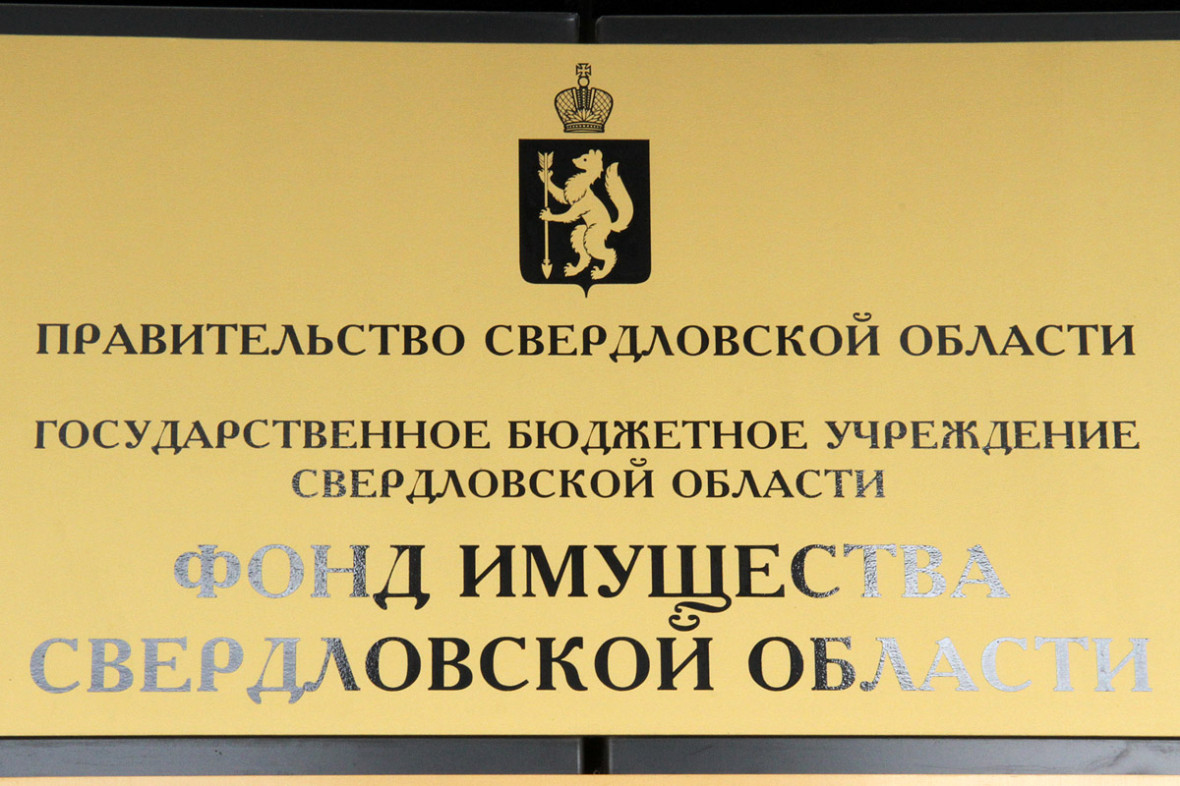 ПРАВИТЕЛЬСТВО СВЕРДЛОВСКОЙ ОБЛАСТИ
ГОСУДАРСТВЕННОЕ БЮДЖЕТНОЕ УЧРЕЖДЕНИЕ
СВЕРДЛОВСКОЙ ОБЛАСТИ
ФОНД ИМУЩЕСТВА
СВЕРДЛОВСКОЙ ОБЛАСТИ